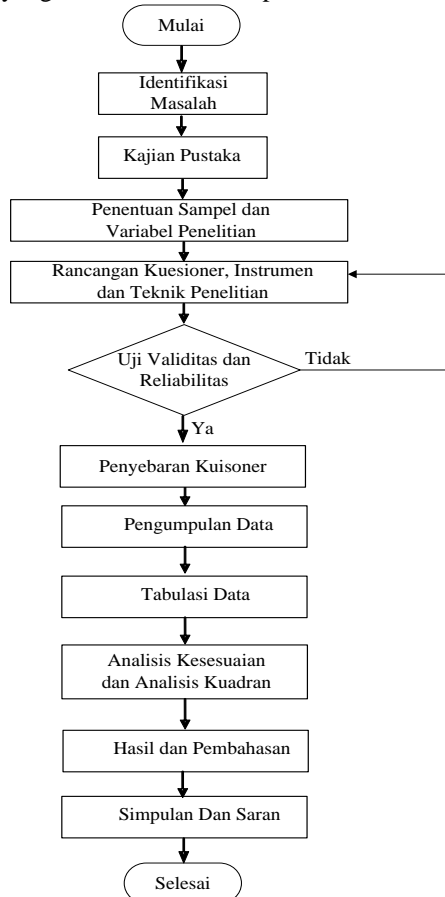 Mulai
Identifikasi
Masalah
Kajian Pustaka
Penentuan Sampel dan
Variabel Penelitian
Rancangan Kuesioner, Instrumen
dan Teknik Penelitian
Uji Validitas dan
Reliabilitas
Tidak
Ya
Penyebaran Kuisoner
Pengumpulan Data
Tabulasi Data
Analisis Kesesuaian
dan Analisis Kuadran
Hasil dan Pembahasan
Simpulan Dan Saran
Selesai